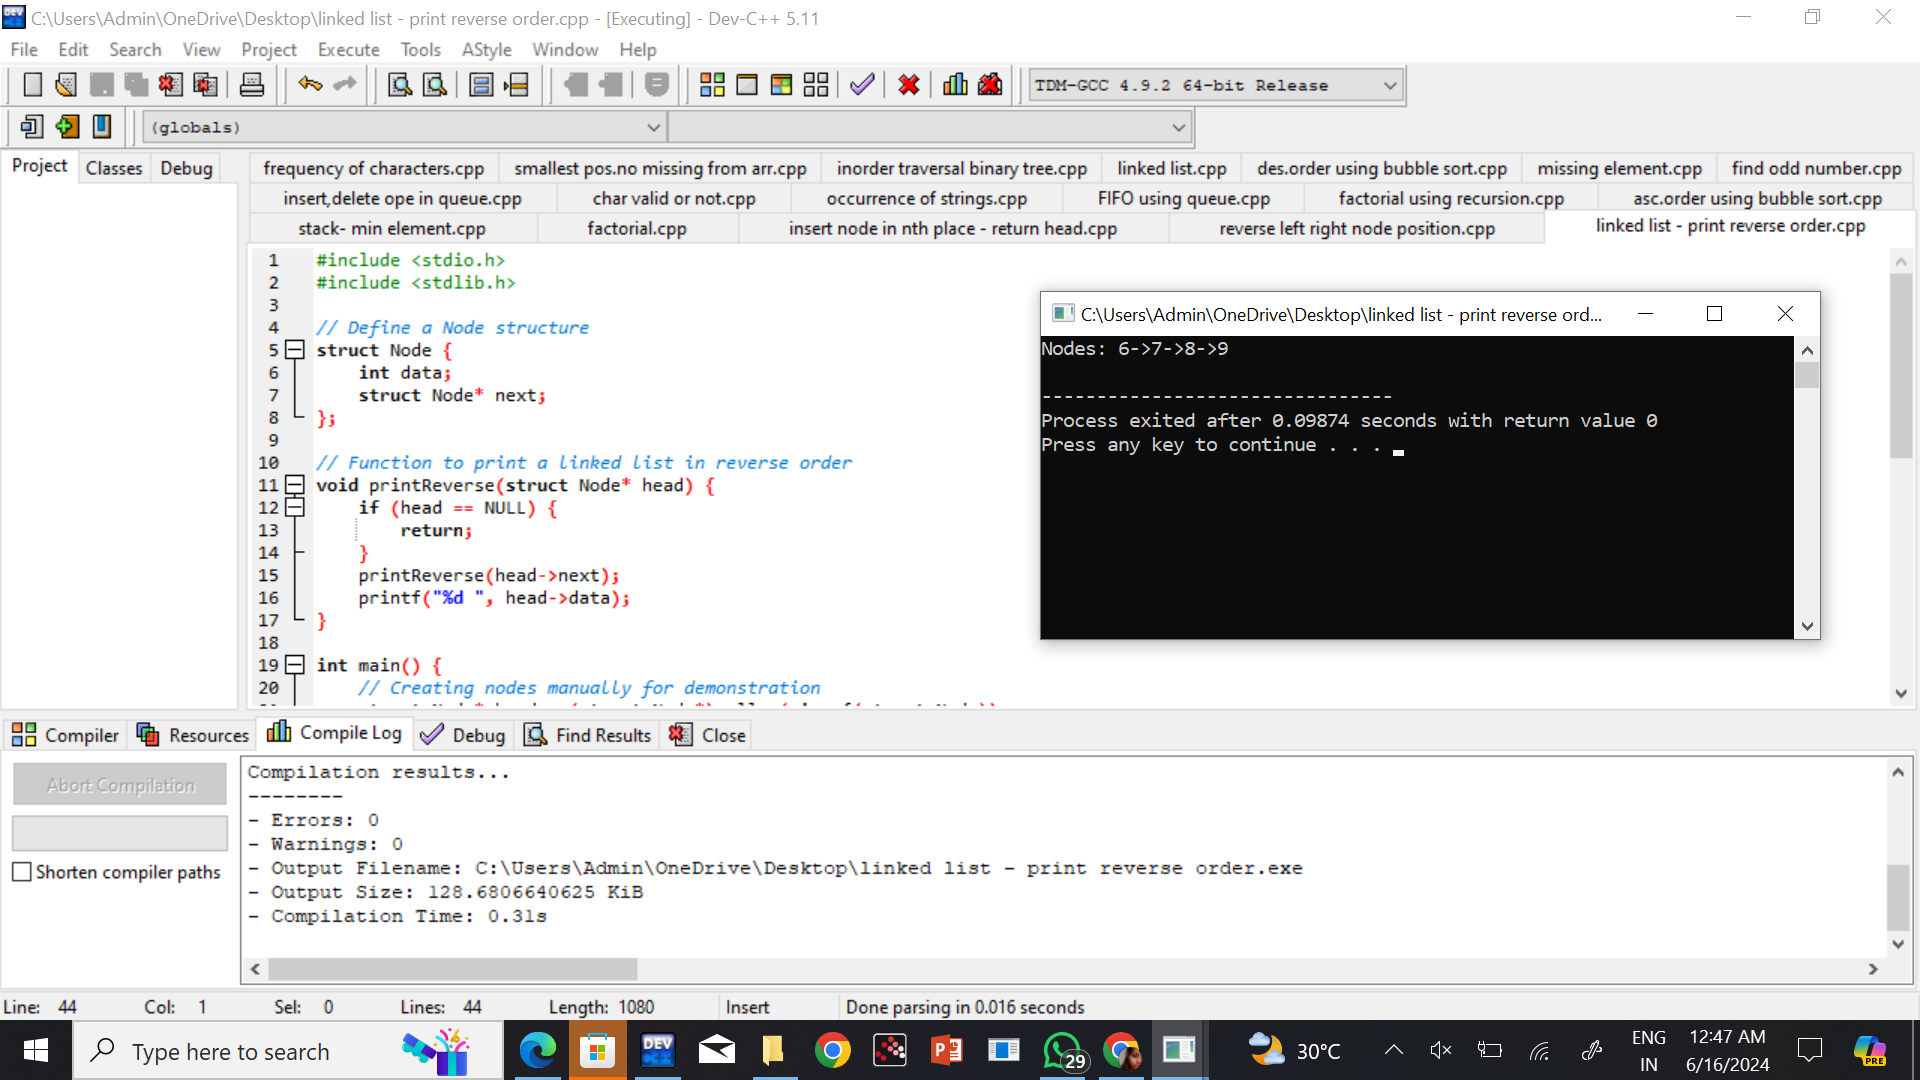 C:\Users\Admin\OneDrive\Desktop\linked list - print reverse order.cpp - [Executing] - Dev-C++ 5.11
File Edit Search View Project Execute Tools AStyle Window Help
TDM-GCC 4.9.2 64-bit Release
(globals)
Project Classes Debug
frequency of characters.cpp smallest pos.no missing from arr.cpp inorder traversal binary tree.cpp linked list.cpp des.order using bubble sort.cpp missing element.cpp find odd number.cpp
insert,delete ope in queue.cpp char valid or not.cpp occurrence of strings.cpp FIFO using queue.cpp factorial using recursion.cpp asc.order using bubble sort.cpp
stack- min element.cpp factorial.cpp insert node in nth place - return head.cpp reverse left right node position.cpp linked list - print reverse order.cpp
1 #include <stdio.h>
2 #include <stdlib.h>
3
4 // Define a Node structure
5 struct Node {
6 int data;
7 struct Node* next;
8 };
9
10 // Function to print a linked list in reverse order
11 void printReverse(struct Node* head) {
12 if (head == NULL) {
13 return;
14 }
15 printReverse(head->next);
16 printf("%d ", head->data);
17 }
18
19 int main() {
20 // Creating nodes manually for demonstration
C:\Users\Admin\OneDrive\Desktop\linked list - print reverse ord...
Nodes: 6->7->8->9
--------------------------------
Process exited after 0.09874 seconds with return value 0
Press any key to continue . . .
Compiler Resources Compile Log Debug Find Results Close
Abort Compilation
Shorten compiler paths
Compilation results...
--------
- Errors: 0
- Warnings: 0
- Output Filename: C:\Users\Admin\OneDrive\Desktop\linked list - print reverse order.exe
- Output Size: 128.6806640625 KiB
- Compilation Time: 0.31s
Line: 44 Col: 1 Sel: 0 Lines: 44 Length: 1080 Insert Done parsing in 0.016 seconds
Type here to search
DEV
29
30°C
ENG
IN
12:47 AM
6/16/2024
PRE